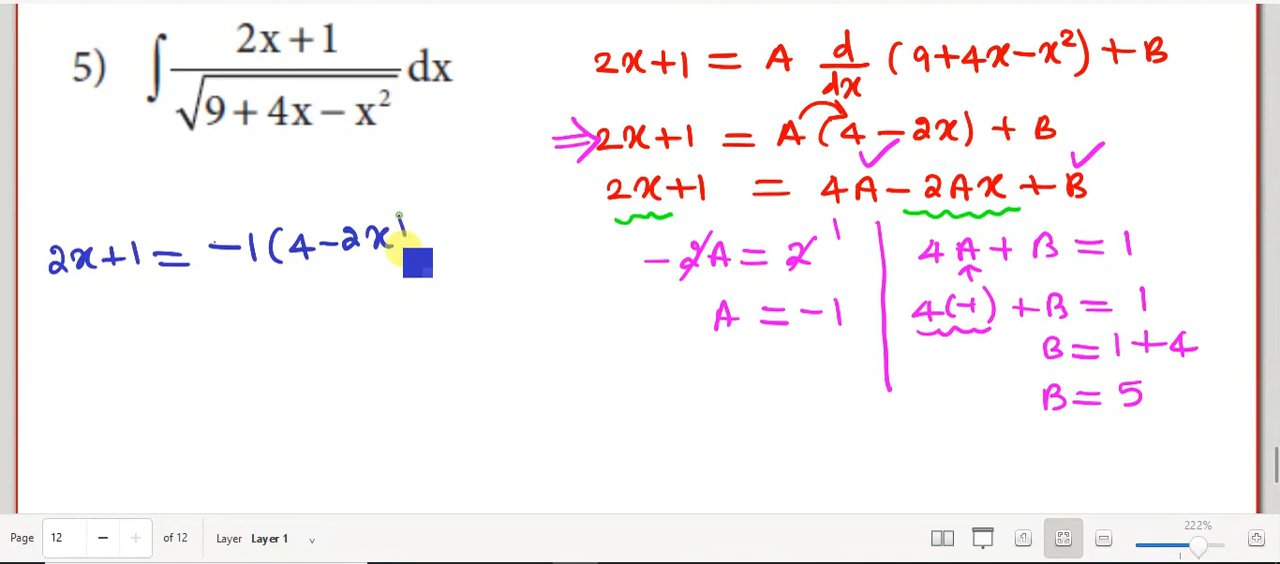 5) ∫ (2x+1)/√(9+4x−x²) dx
2x+1 = −1(4−2x)
2x+1 = A d/dx (9+4x−x²) + B
⇒ 2x+1 = A(4−2x) + B
2x+1 = 4A−2Ax+B
−2A = 2 1
A = −1
4A + B = 1
4(−1) + B = 1
B = 1+4
B = 5
Page 12 of 12 Layer Layer 1 222%